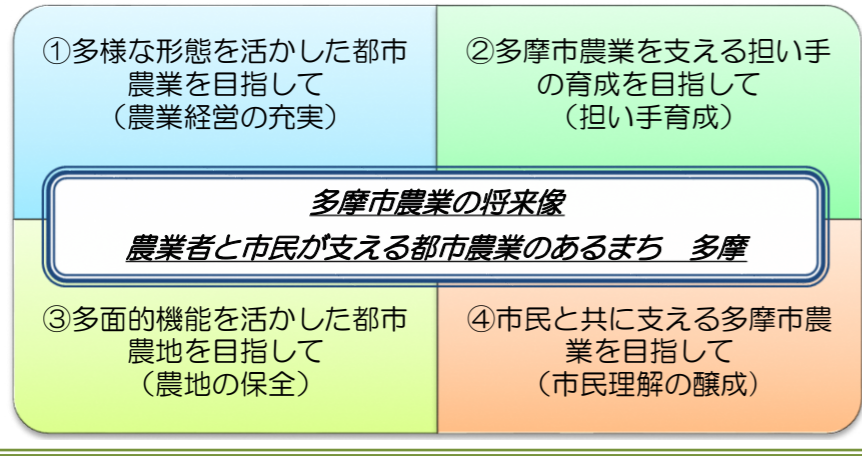 ①多様な形態を活かした都市
農業を目指して
（農業経営の充実）
②多摩市農業を支える担い手
の育成を目指して
（担い手育成）
多摩市農業の将来像
農業者と市民が支える都市農業のあるまち　多摩
③多面的機能を活かした都市
農地を目指して
（農地の保全）
④市民と共に支える多摩市農
業を目指して
（市民理解の醸成）